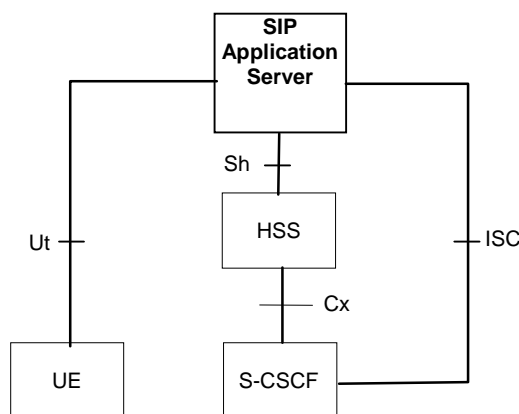 SIP
Application
Server
Sh
HSS
Ut
ISC
Cx
UE
S-CSCF